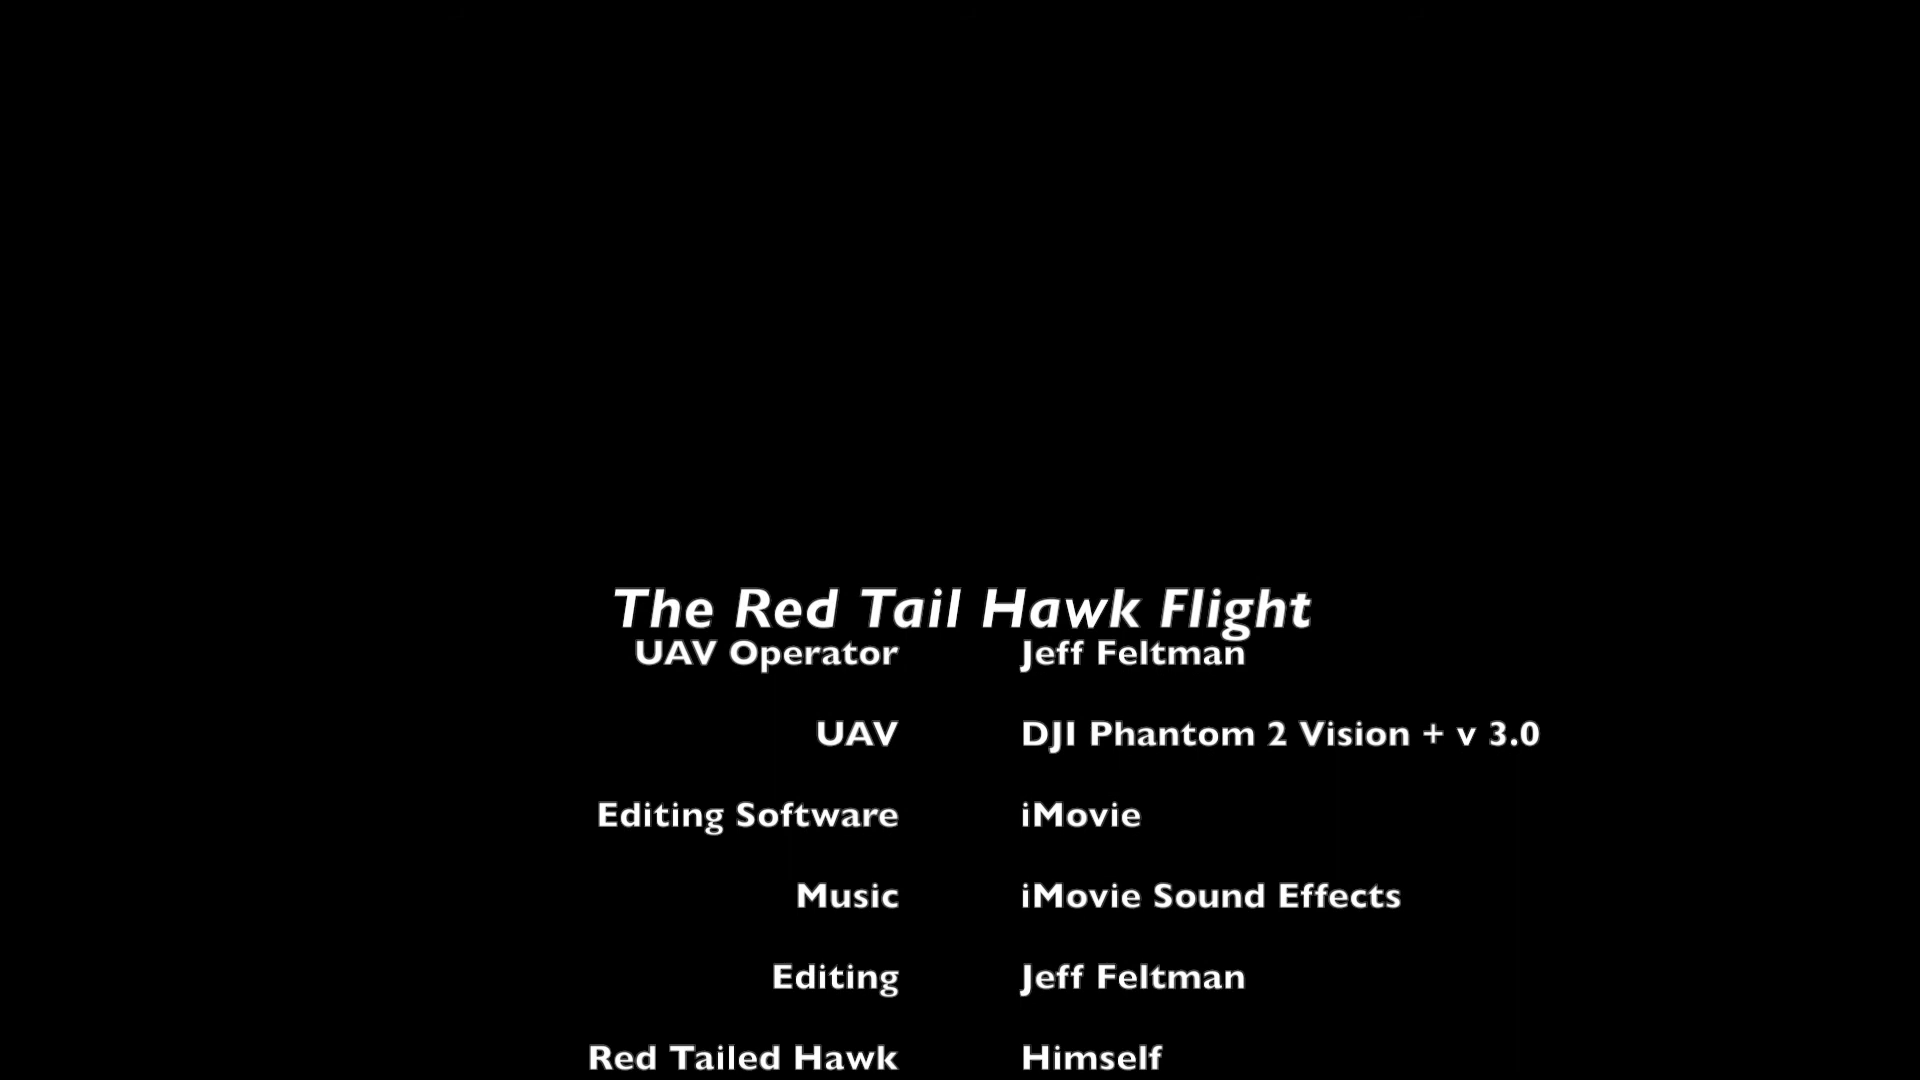 The Red Tail Hawk Flight
UAV Operator Jeff Feltman
UAV DJI Phantom 2 Vision + v 3.0
Editing Software iMovie
Music iMovie Sound Effects
Editing Jeff Feltman
Red Tailed Hawk Himself